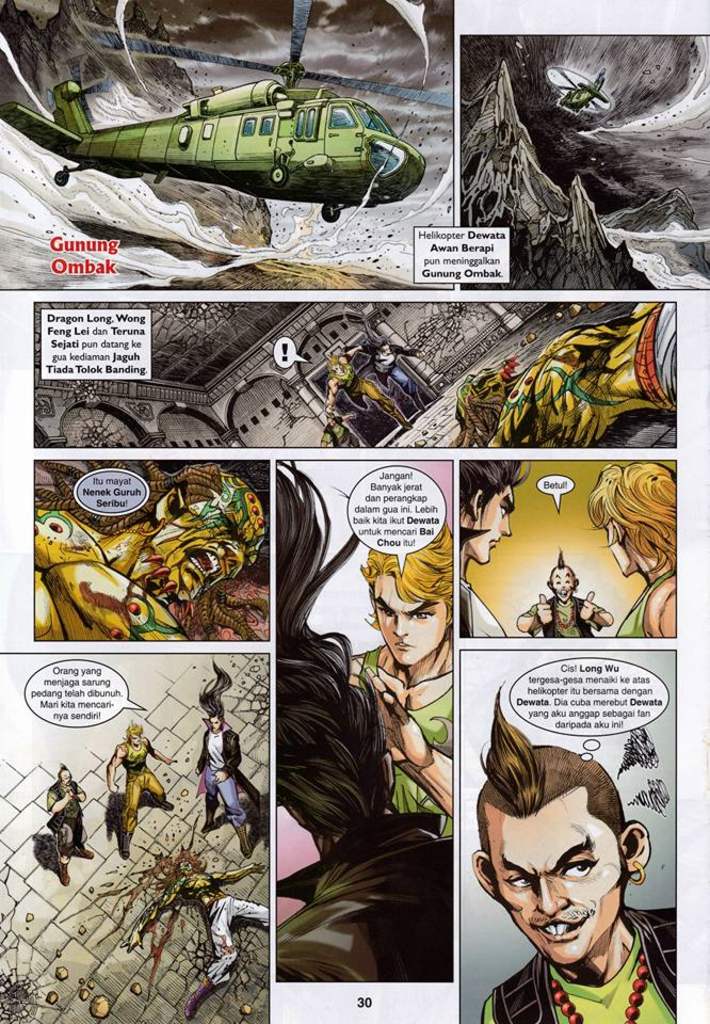 Gunung
Ombak
Helikopter Dewata
Awan Berapi
pun meninggalkan
Gunung Ombak.
Dragon Long, Wong
Feng Lei dan Teruna
Sejati pun datang ke
gua kediaman Jaguh
Tiada Tolok Banding.
!
Itu mayat
Nenek Guruh
Seribu!
Jangan!
Banyak jerat
dan perangkap
dalam gua ini. Lebih
baik kita ikut Dewata
untuk mencari Bai
Chou itu!
Betul!
Orang yang
menjaga sarung
pedang telah dibunuh.
Mari kita mencari-
nya sendiri!
Cis! Long Wu
tergesa-gesa menaiki ke atas
helikopter itu bersama dengan
Dewata. Dia cuba merebut Dewata
yang aku anggap sebagai fan
daripada aku ini!
30